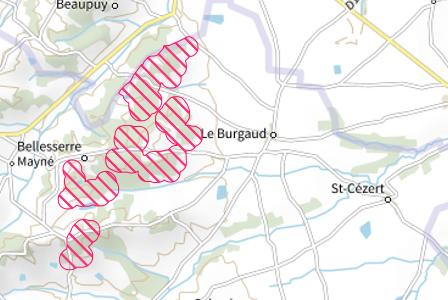 Beaupuy
Le Burgaud
Bellesserre
Mayné
St-Cézert